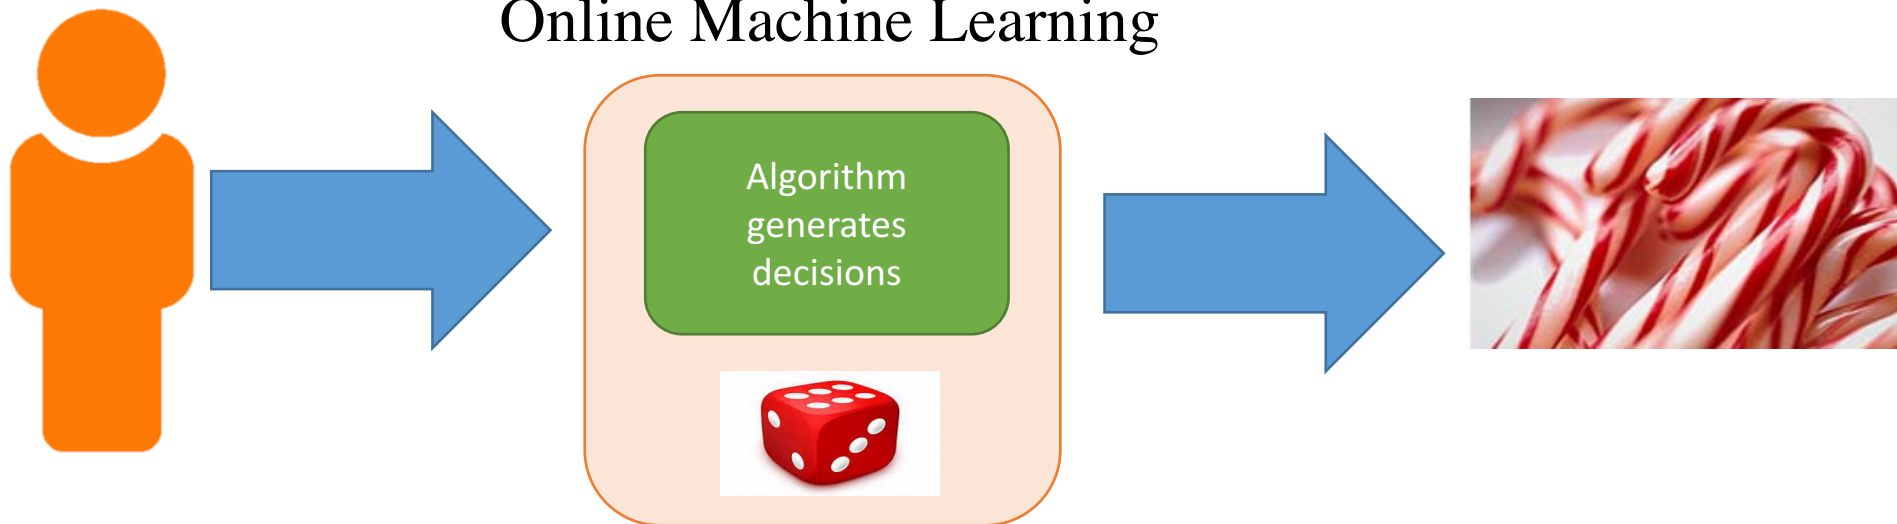 Online Machine Learning
Algorithm
generates
decisions